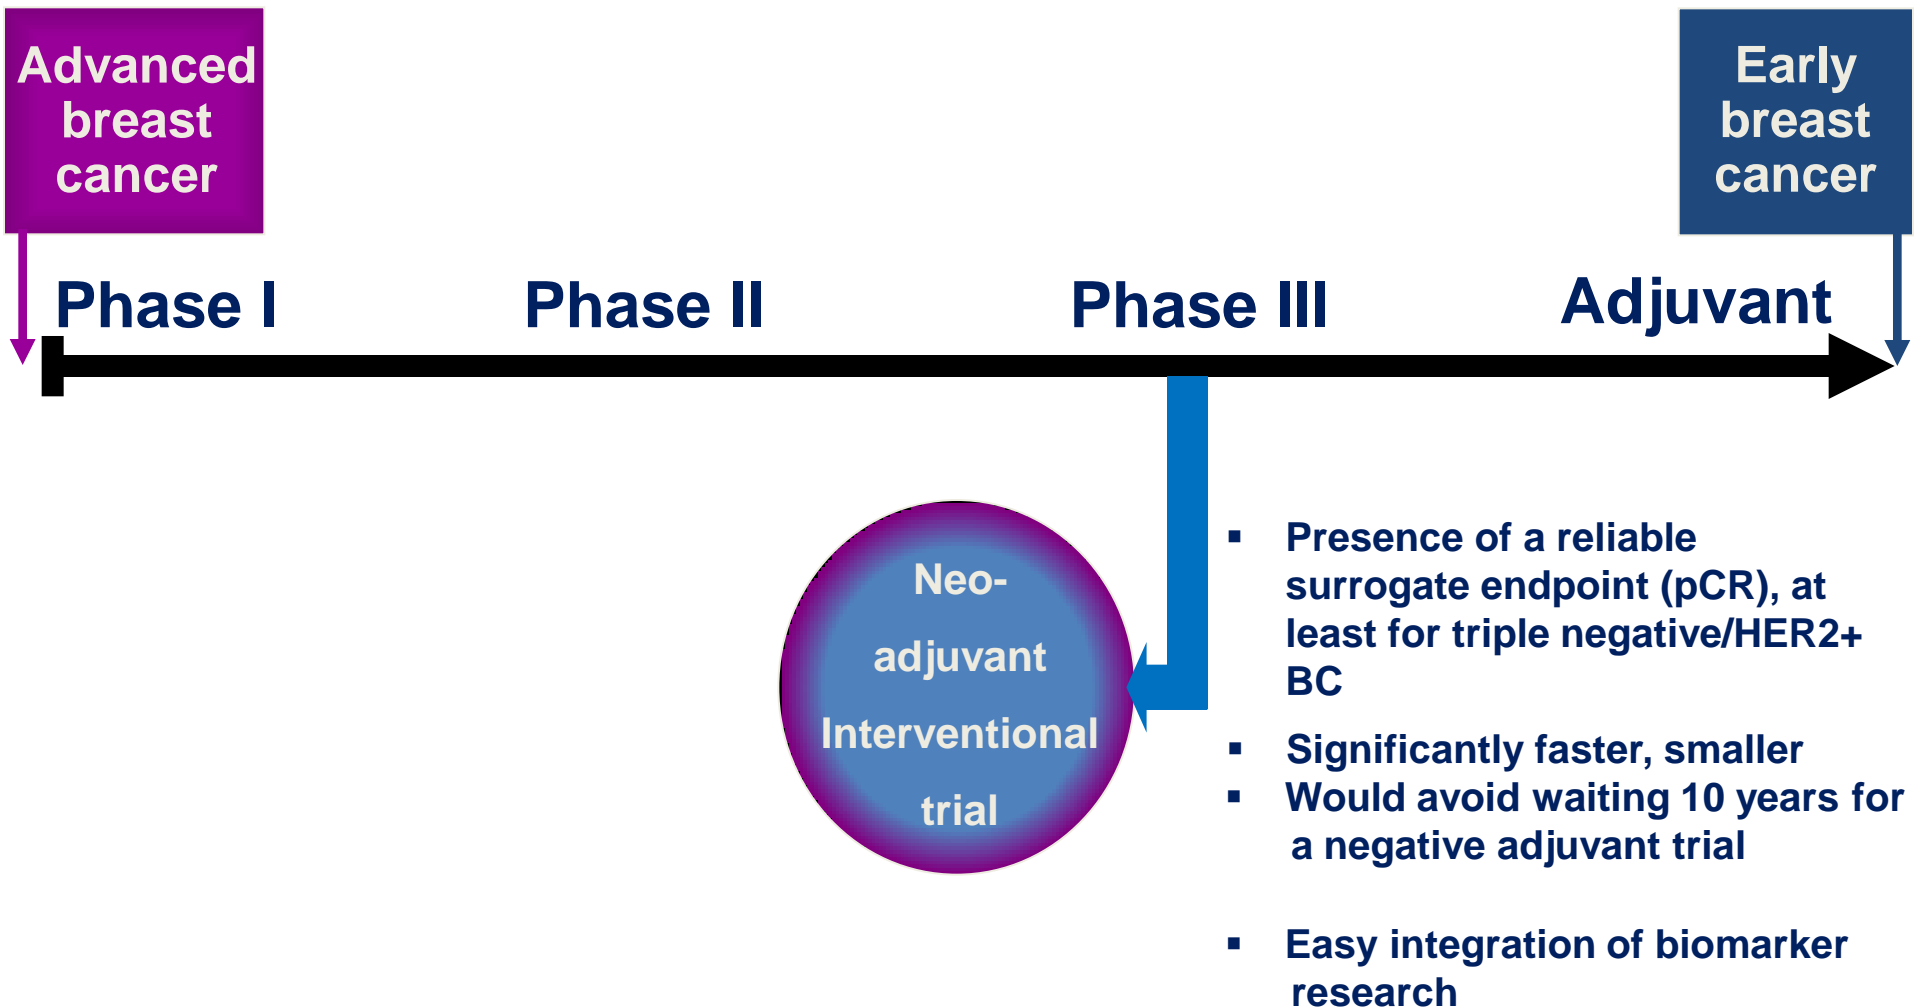 Advanced
breast
cancer
Early
breast
cancer
Phase I
Phase II
Phase III
Adjuvant
Neo-
adjuvant
Interventional
trial
▪ Presence of a reliable
surrogate endpoint (pCR), at
least for triple negative/HER2+
BC
▪ Significantly faster, smaller
▪ Would avoid waiting 10 years for
a negative adjuvant trial
▪ Easy integration of biomarker
research